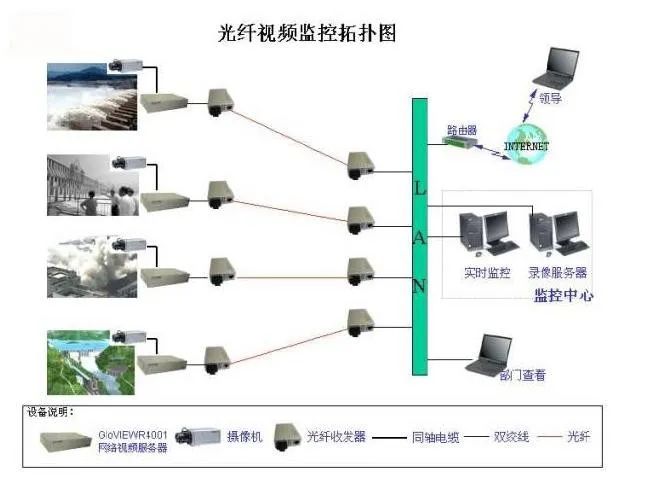 光纤视频监控拓扑图
领导
路由器
INTERNET
LAN
实时监控
录像服务器
监控中心
部门查看
设备说明：
GloVIEWR4001
网络视频服务器
摄像机
光纤收发器
同轴电缆
双绞线
光纤